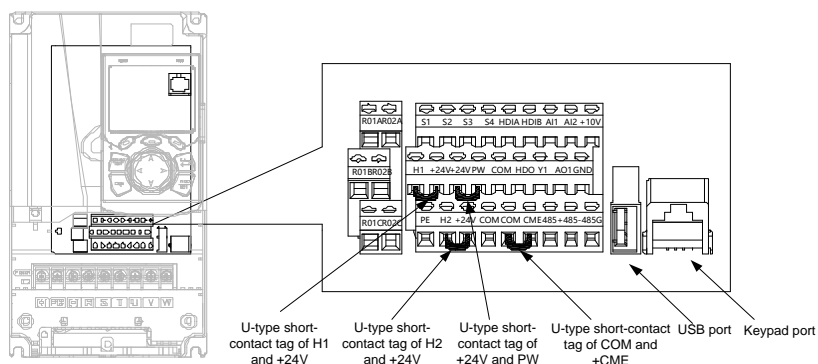 R01A R02A
S1 S2 S3 S4 HDIA HDIB AI1 AI2 +10V
R01B R02B
H1 +24V +24V PW COM HDO Y1 AO1 GND
R01C R02C
PE H2 +24V COM COM CME 485+ 485- 485G
(+) PB (-) R S T U V W
U-type short-
contact tag of H1
and +24V
U-type short-
contact tag of H2
and +24V
U-type short-
contact tag of
+24V and PW
U-type short-contact
tag of COM and
+CME
USB port
Keypad port